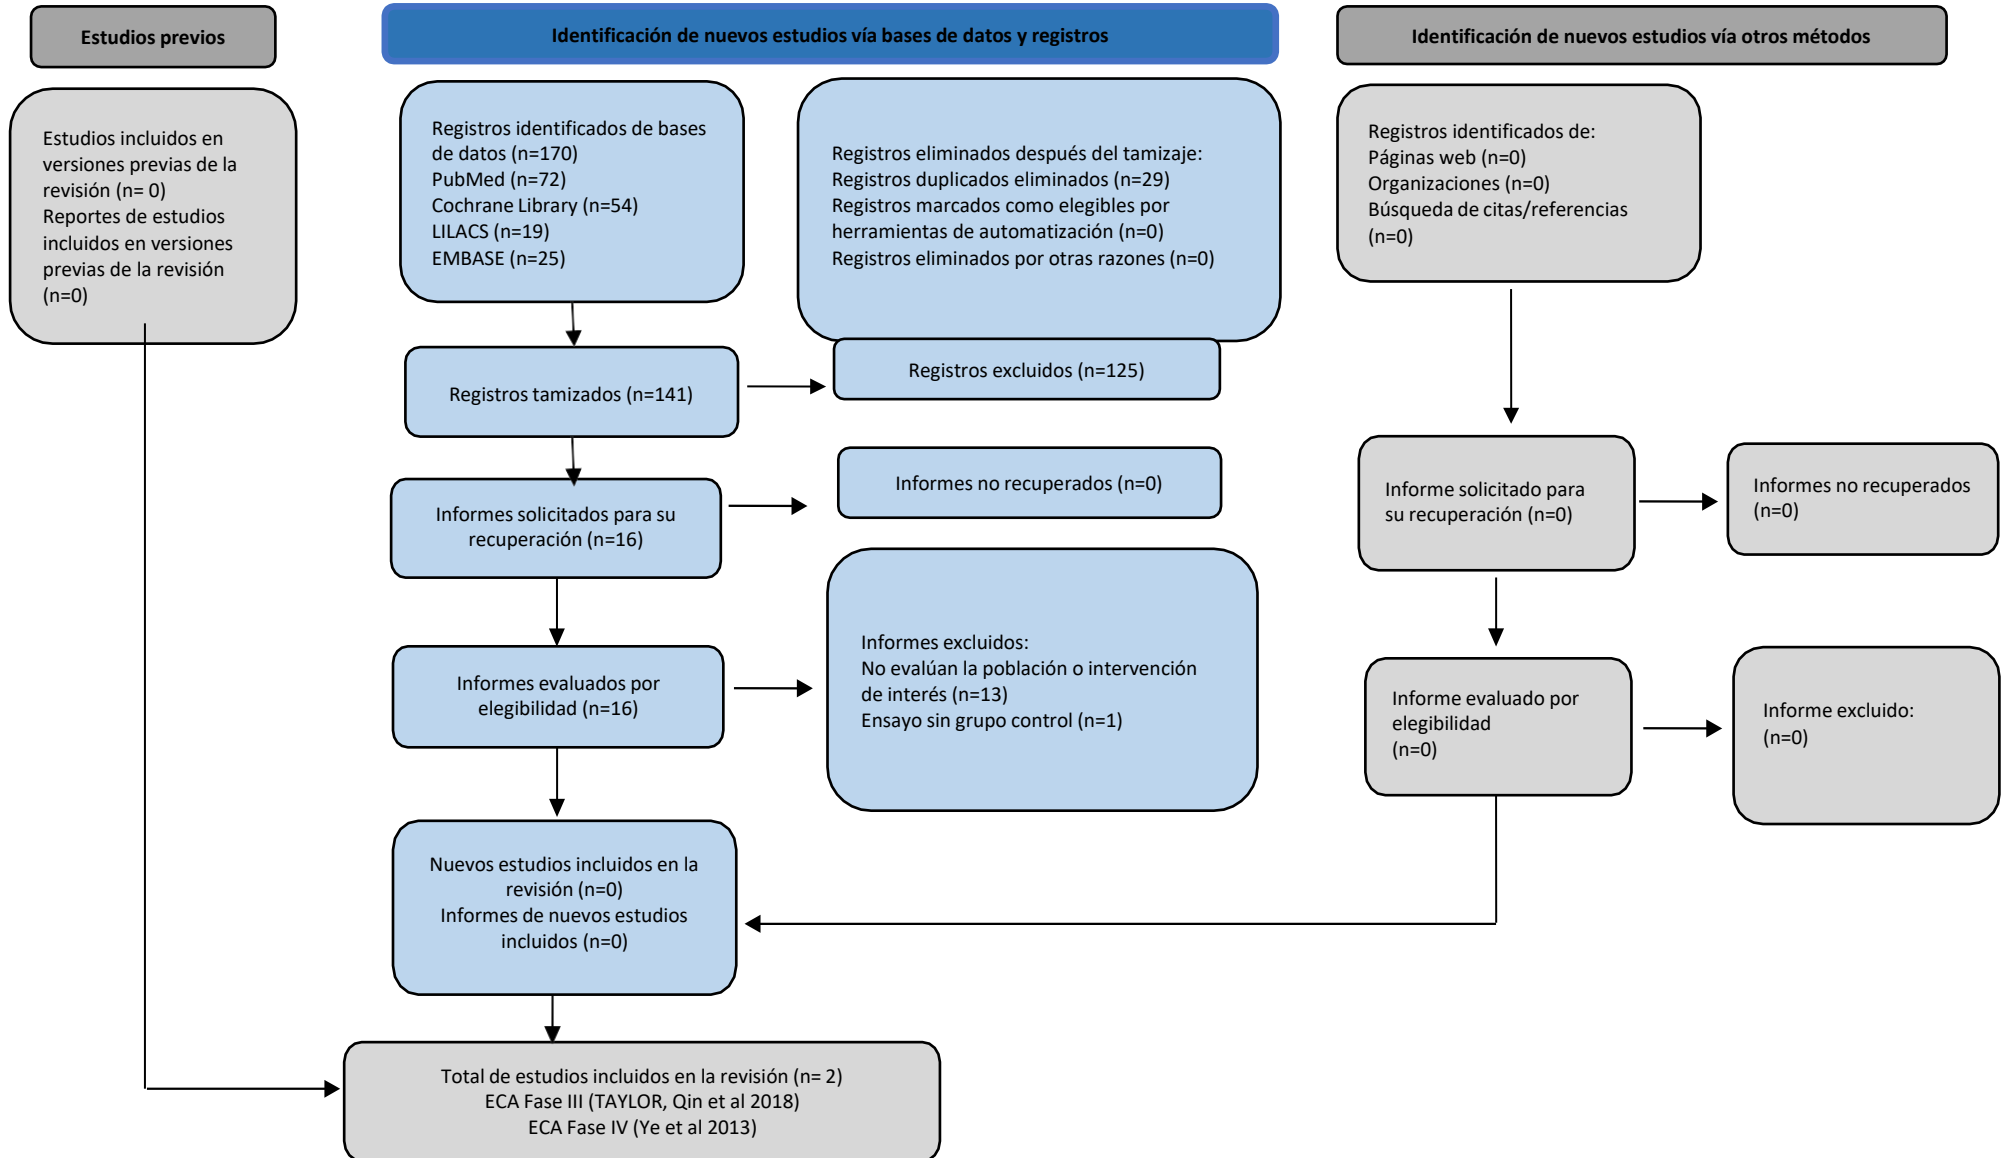 Estudios previos
Identificación de nuevos estudios vía bases de datos y registros
Identificación de nuevos estudios vía otros métodos
Estudios incluidos en
versiones previas de la
revisión (n= 0)
Reportes de estudios
incluidos en versiones
previas de la revisión
(n=0)
Registros identificados de bases
de datos (n=170)
PubMed (n=72)
Cochrane Library (n=54)
LILACS (n=19)
EMBASE (n=25)
Registros eliminados después del tamizaje:
Registros duplicados eliminados (n=29)
Registros marcados como elegibles por
herramientas de automatización (n=0)
Registros eliminados por otras razones (n=0)
Registros identificados de:
Páginas web (n=0)
Organizaciones (n=0)
Búsqueda de citas/referencias
(n=0)
Registros tamizados (n=141)
Registros excluidos (n=125)
Informes solicitados para su
recuperación (n=16)
Informes no recuperados (n=0)
Informe solicitado para
su recuperación (n=0)
Informes no recuperados
(n=0)
Informes evaluados por
elegibilidad (n=16)
Informes excluidos:
No evalúan la población o intervención
de interés (n=13)
Ensayo sin grupo control (n=1)
Informe evaluado por
elegibilidad
(n=0)
Informe excluido:
(n=0)
Nuevos estudios incluidos en la
revisión (n=0)
Informes de nuevos estudios
incluidos (n=0)
Total de estudios incluidos en la revisión (n= 2)
ECA Fase III (TAYLOR, Qin et al 2018)
ECA Fase IV (Ye et al 2013)